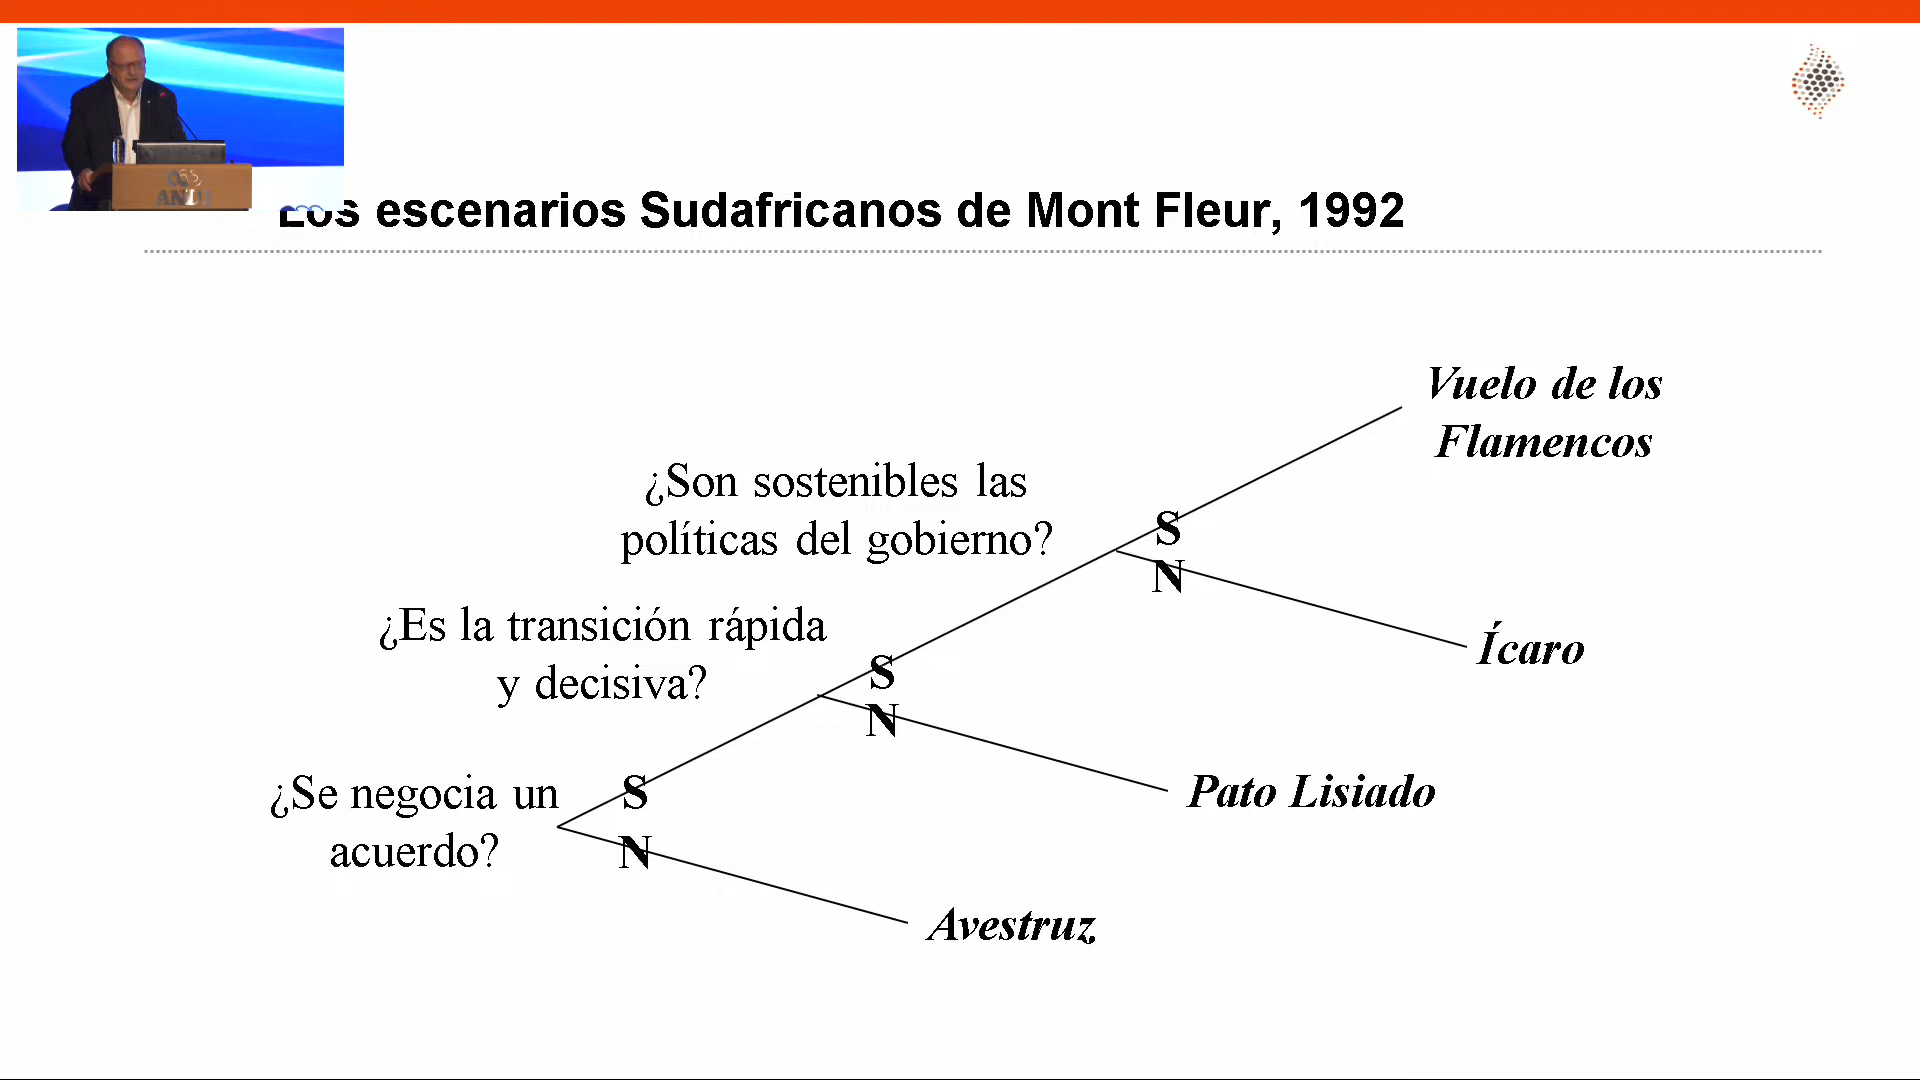 Los escenarios Sudafricanos de Mont Fleur, 1992
Vuelo de los
Flamencos
¿Son sostenibles las
políticas del gobierno?
S
N
¿Es la transición rápida
y decisiva?
Ícaro
S
N
¿Se negocia un
acuerdo?
S
N
Pato Lisiado
Avestruz